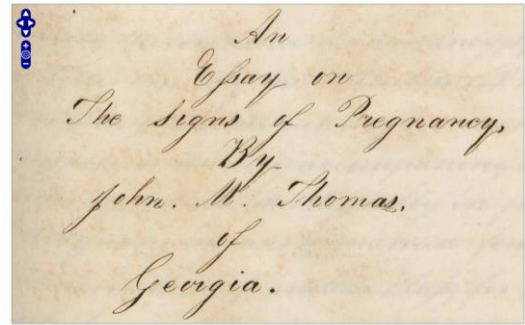 An
Essay on
The signs of Pregnancy,
By
John. M. Thomas,
of
Georgia.